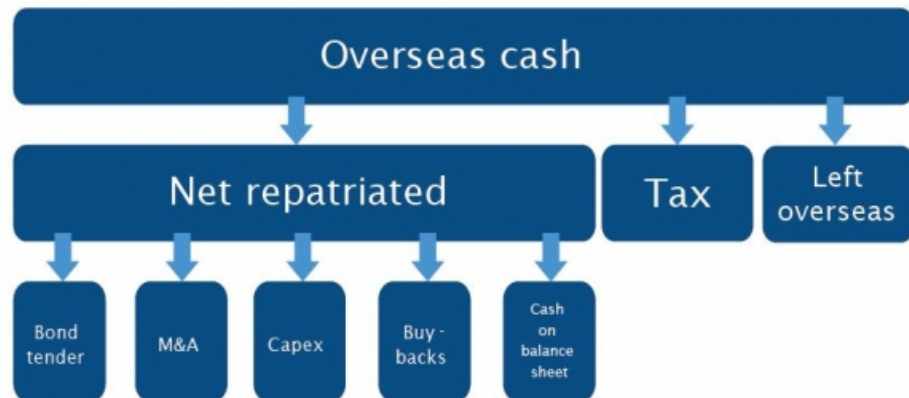 Overseas cash
Net repatriated
Tax
Left
overseas
Bond
tender
M&A
Capex
Buy-
backs
Cash
on
balance
sheet